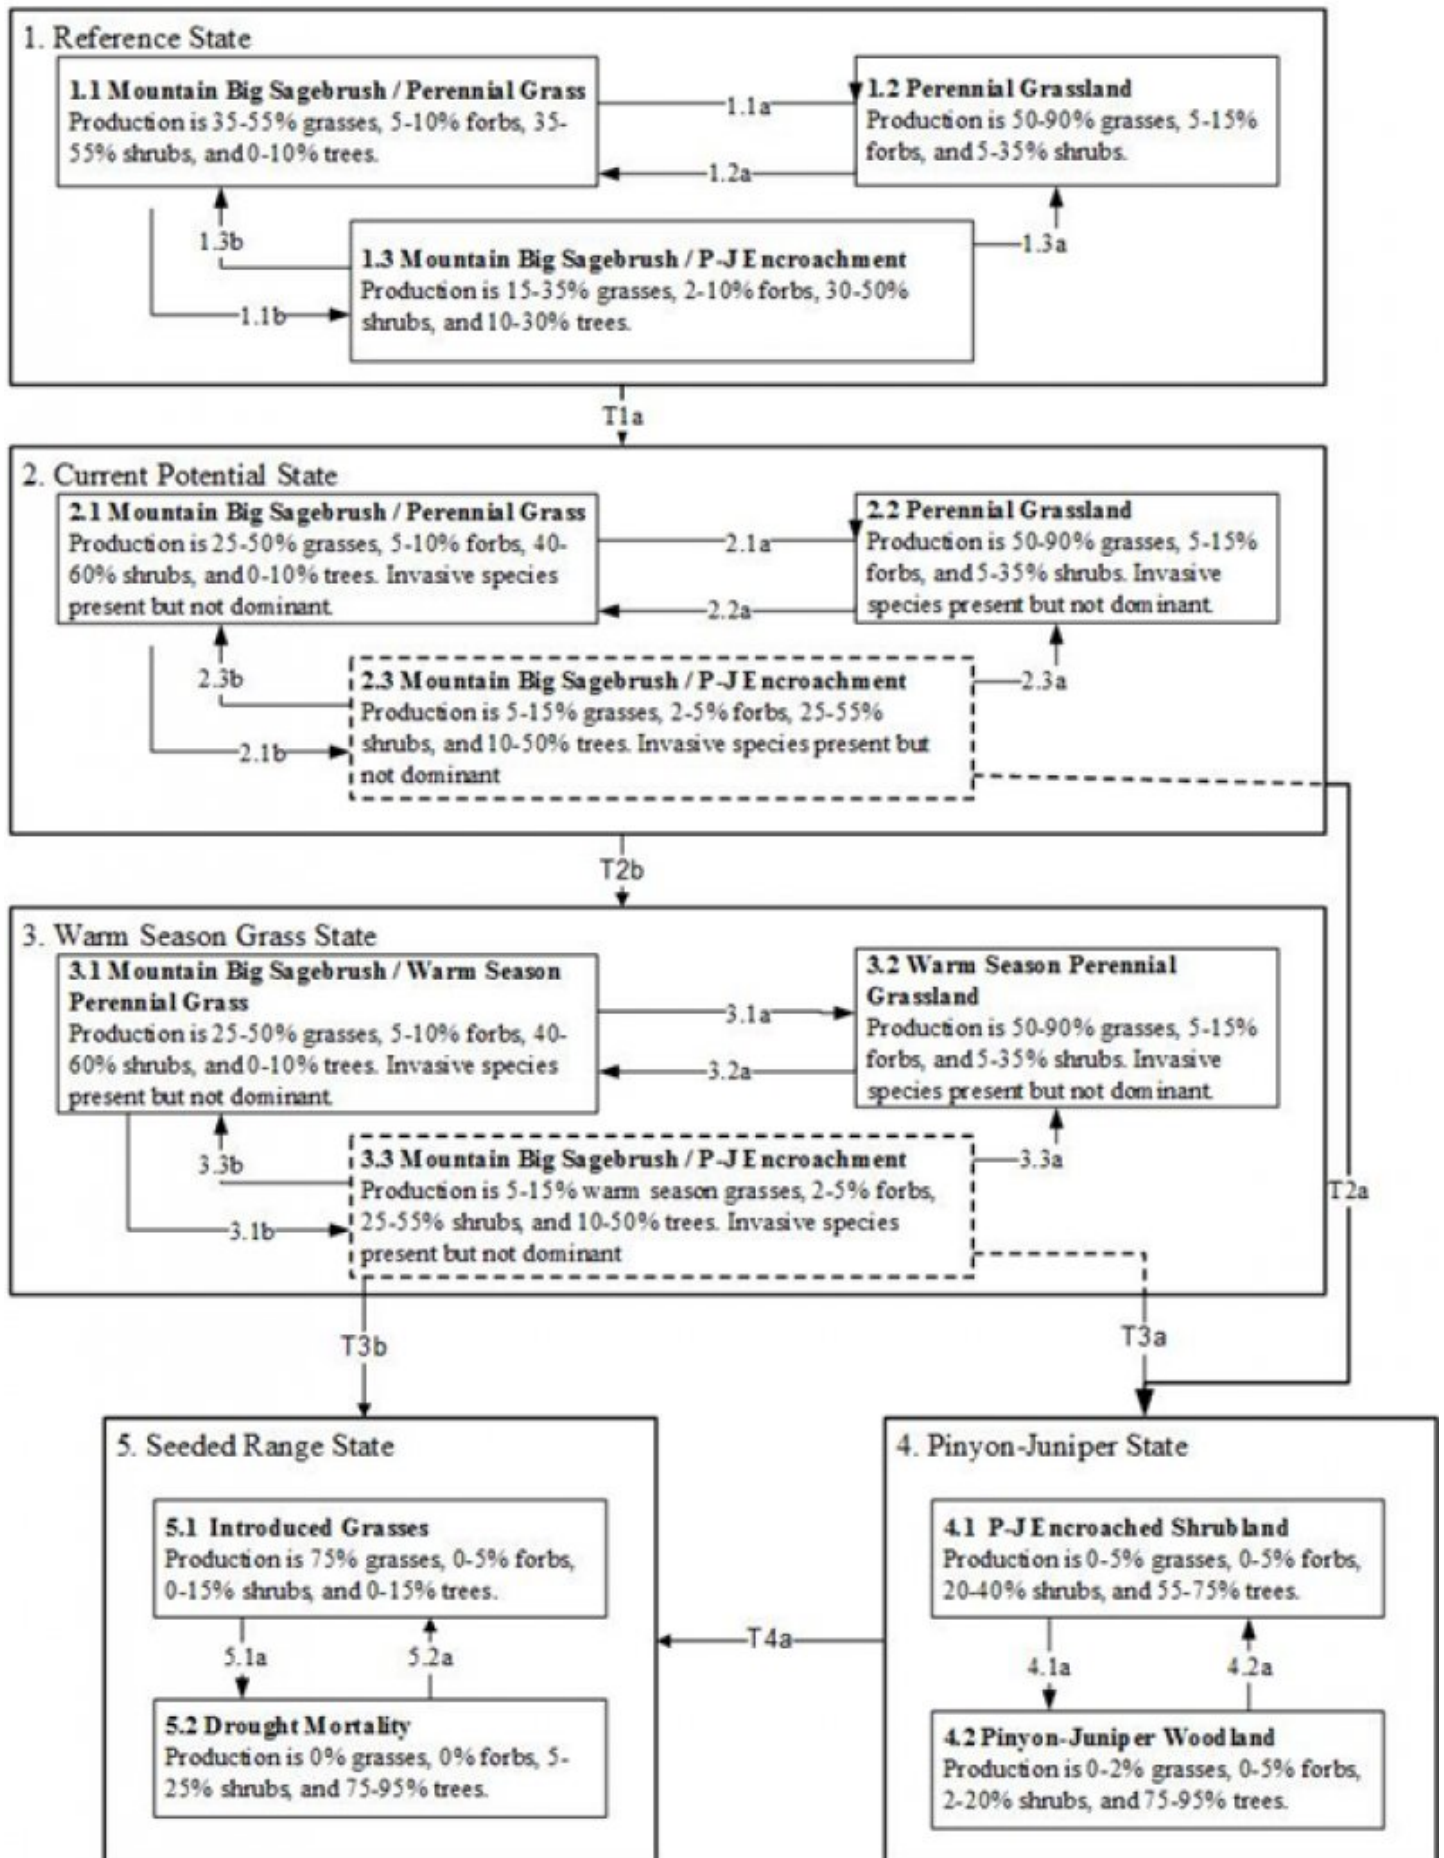 1. Reference State
1.1 Mountain Big Sagebrush / Perennial Grass
Production is 35-55% grasses, 5-10% forbs, 35-
55% shrubs, and 0-10% trees.
1.1a
1.2 Perennial Grassland
Production is 50-90% grasses, 5-15%
forbs, and 5-35% shrubs.
1.2a
1.3b
1.3 Mountain Big Sagebrush / P-J Encroachment
Production is 15-35% grasses, 2-10% forbs, 30-50%
shrubs, and 10-30% trees.
1.3a
1.1b
T1a
2. Current Potential State
2.1 Mountain Big Sagebrush / Perennial Grass
Production is 25-50% grasses, 5-10% forbs, 40-
60% shrubs, and 0-10% trees. Invasive species
present but not dominant.
2.1a
2.2 Perennial Grassland
Production is 50-90% grasses, 5-15%
forbs, and 5-35% shrubs. Invasive
species present but not dominant.
2.2a
2.3b
2.3 Mountain Big Sagebrush / P-J Encroachment
Production is 5-15% grasses, 2-5% forbs, 25-55%
shrubs, and 10-50% trees. Invasive species present but
not dominant
2.3a
2.1b
T2b
3. Warm Season Grass State
3.1 Mountain Big Sagebrush / Warm Season
Perennial Grass
Production is 25-50% grasses, 5-10% forbs, 40-
60% shrubs, and 0-10% trees. Invasive species
present but not dominant.
3.1a
3.2 Warm Season Perennial
Grassland
Production is 50-90% grasses, 5-15%
forbs, and 5-35% shrubs. Invasive
species present but not dominant.
3.2a
3.3b
3.3 Mountain Big Sagebrush / P-J Encroachment
Production is 5-15% warm season grasses, 2-5% forbs,
25-55% shrubs, and 10-50% trees. Invasive species
present but not dominant
3.3a
3.1b
T2a
T3b
T3a
5. Seeded Range State
5.1 Introduced Grasses
Production is 75% grasses, 0-5% forbs,
0-15% shrubs, and 0-15% trees.
5.1a
5.2a
5.2 Drought Mortality
Production is 0% grasses, 0% forbs, 5-
25% shrubs, and 75-95% trees.
T4a
4. Pinyon-Juniper State
4.1 P-J Encroached Shrubland
Production is 0-5% grasses, 0-5% forbs,
20-40% shrubs, and 55-75% trees.
4.1a
4.2a
4.2 Pinyon-Juniper Woodland
Production is 0-2% grasses, 0-5% forbs,
2-20% shrubs, and 75-95% trees.